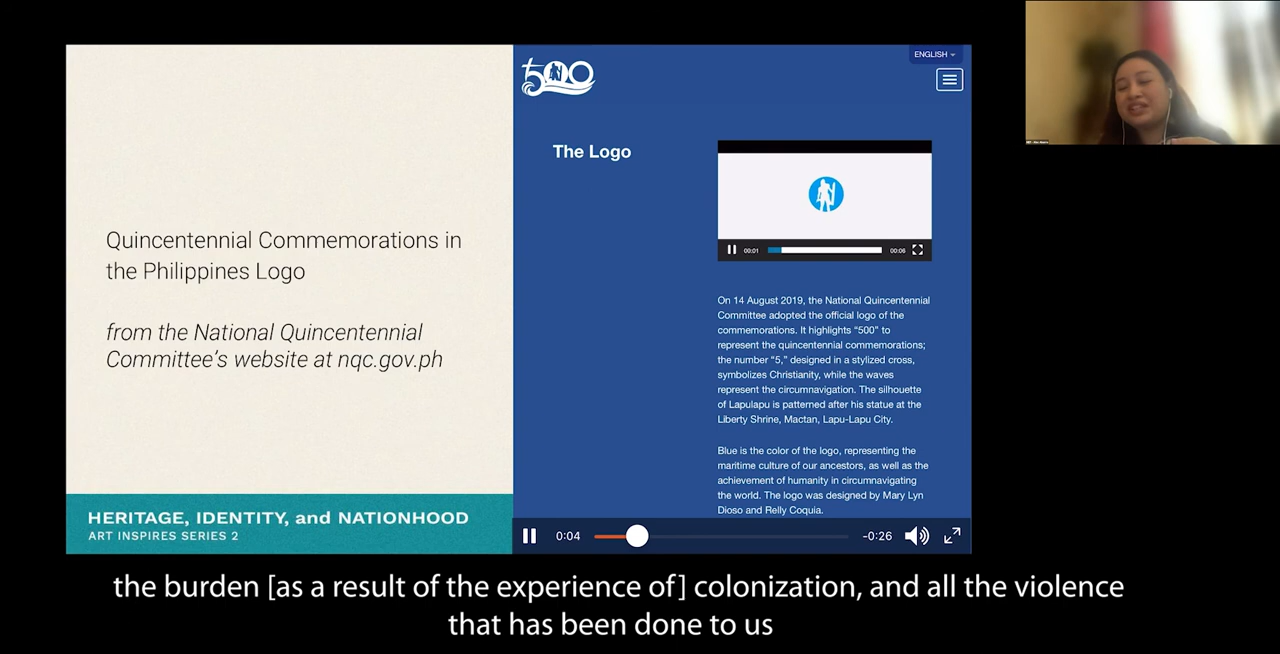 Quincentennial Commemorations in
the Philippines Logo
from the National Quincentennial
Committee's website at nqc.gov.ph
HERITAGE, IDENTITY, and NATIONHOOD
ART INSPIRES SERIES 2
500
ENGLISH
The Logo
00:01
00:06
On 14 August 2019, the National Quincentennial
Committee adopted the official logo of the
commemorations. It highlights “500” to
represent the quincentennial commemorations;
the number “5,” designed in a stylized cross,
symbolizes Christianity, while the waves
represent the circumnavigation. The silhouette
of Lapulapu is patterned after his statue at the
Liberty Shrine, Mactan, Lapu-Lapu City.
Blue is the color of the logo, representing the
maritime culture of our ancestors, as well as the
achievement of humanity in circumnavigating
the world. The logo was designed by Mary Lyn
Dioso and Relly Coquia.
0:04
-0:26
the burden [as a result of the experience of] colonization, and all the violence
that has been done to us